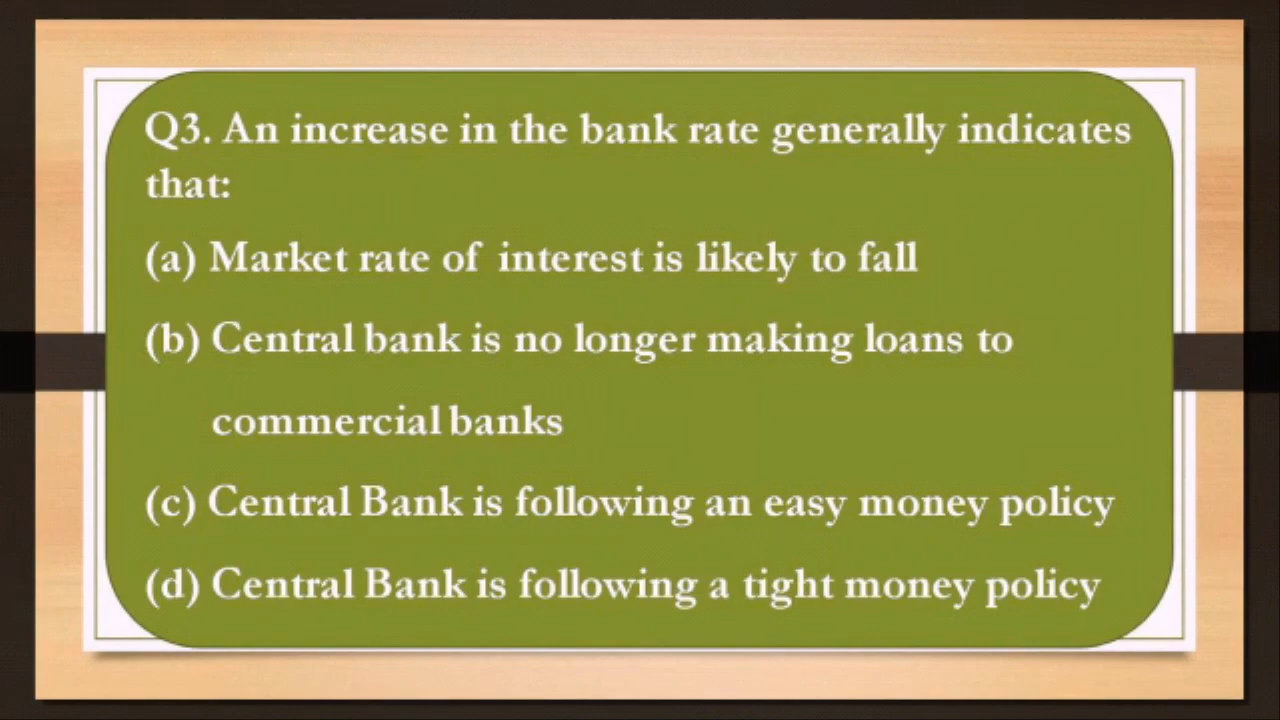 Q3. An increase in the bank rate generally indicates
that:
(a) Market rate of interest is likely to fall
(b) Central bank is no longer making loans to
commercial banks
(c) Central Bank is following an easy money policy
(d) Central Bank is following a tight money policy